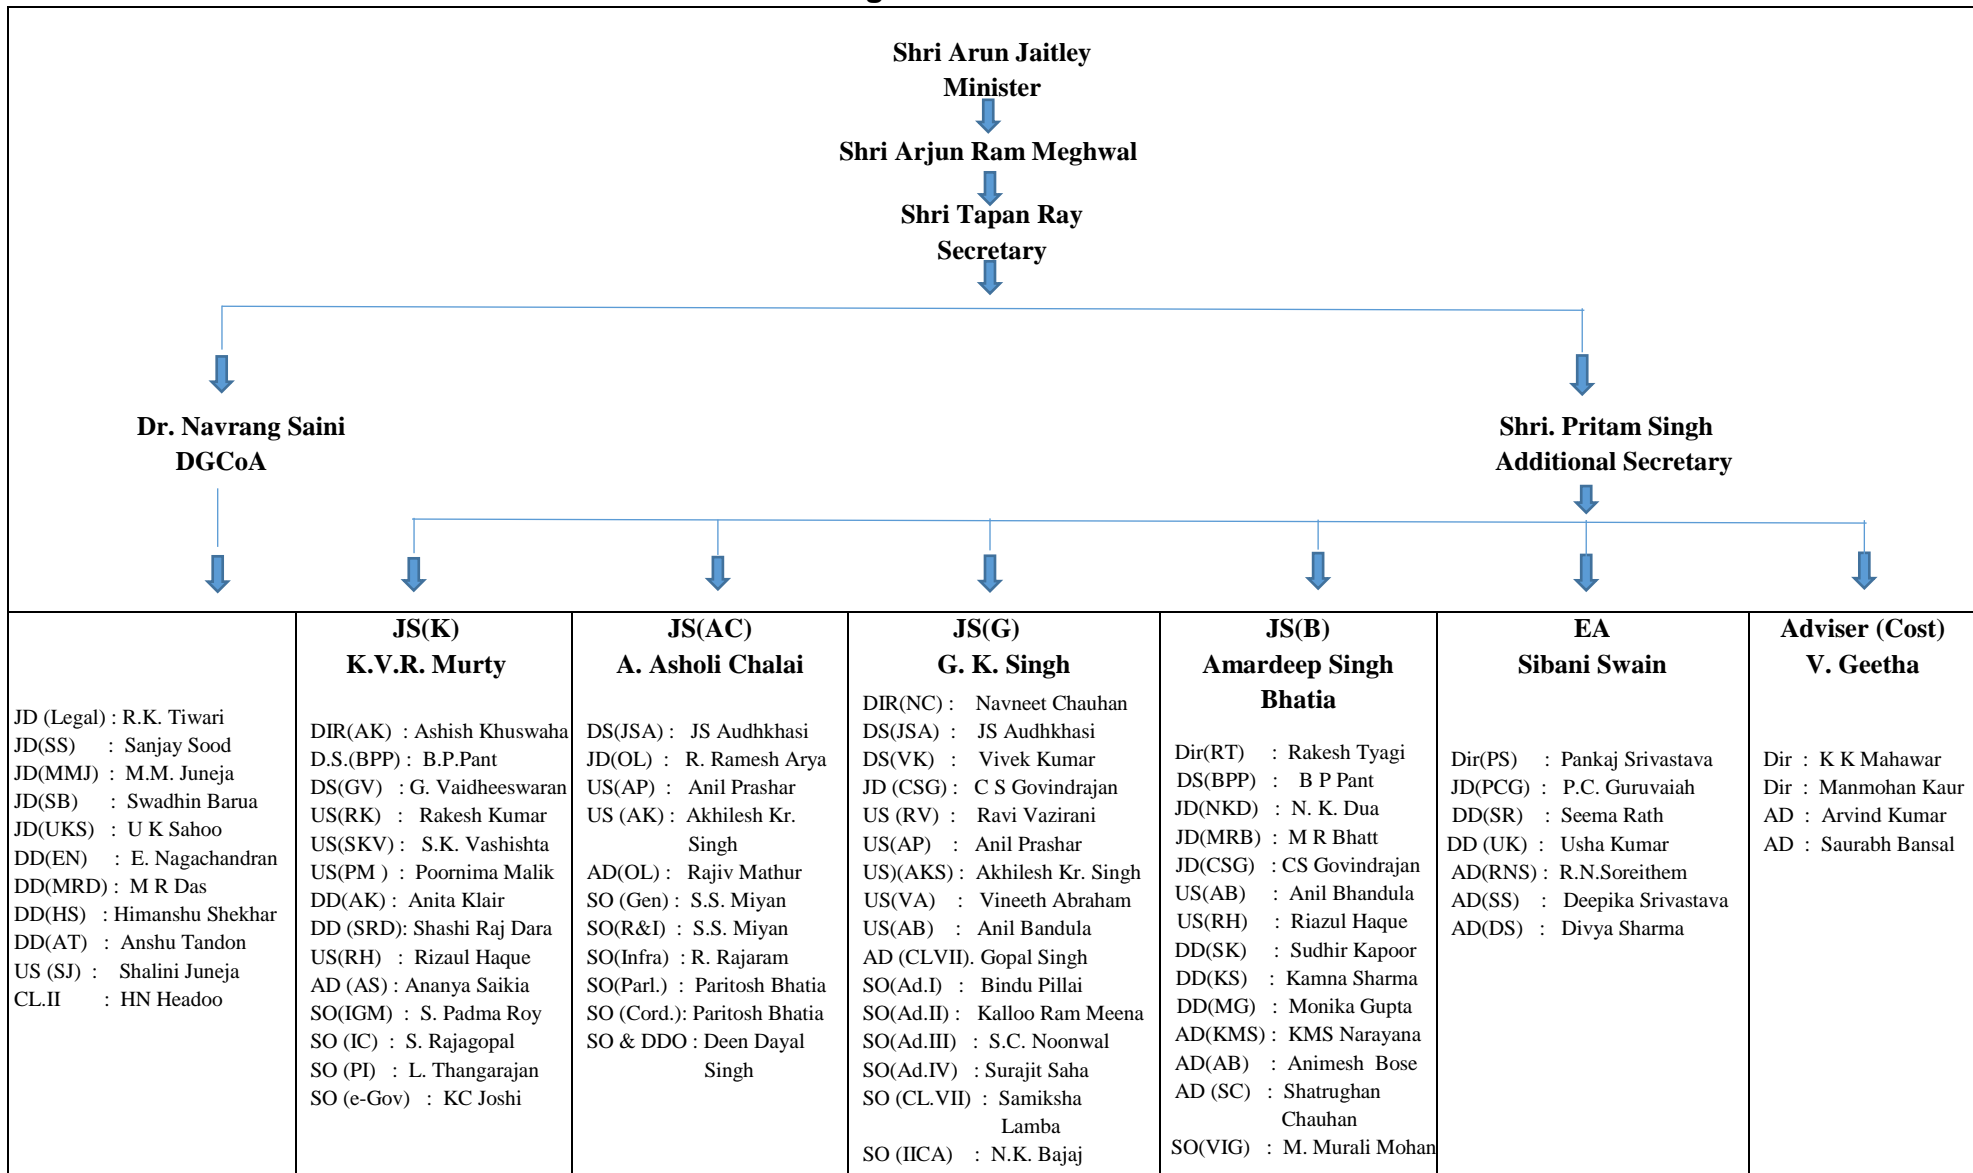 Shri Arun Jaitley
Minister
Shri Arjun Ram Meghwal
Shri Tapan Ray
Secretary
Dr. Navrang Saini
DGCoA
Shri. Pritam Singh
Additional Secretary
JD (Legal) : R.K. Tiwari
JD(SS) : Sanjay Sood
JD(MMJ) : M.M. Juneja
JD(SB) : Swadhin Barua
JD(UKS) : U K Sahoo
DD(EN) : E. Nagachandran
DD(MRD) : M R Das
DD(HS) : Himanshu Shekhar
DD(AT) : Anshu Tandon
US (SJ) : Shalini Juneja
CL.II : HN Headoo
JS(K)
K.V.R. Murty
DIR(AK) : Ashish Khuswaha
D.S.(BPP) : B.P.Pant
DS(GV) : G. Vaidheeswaran
US(RK) : Rakesh Kumar
US(SKV) : S.K. Vashishta
US(PM ) : Poornima Malik
DD(AK) : Anita Klair
DD (SRD): Shashi Raj Dara
US(RH) : Rizaul Haque
AD (AS) : Ananya Saikia
SO(IGM) : S. Padma Roy
SO (IC) : S. Rajagopal
SO (PI) : L. Thangarajan
SO (e-Gov) : KC Joshi
JS(AC)
A. Asholi Chalai
DS(JSA) : JS Audhkhasi
JD(OL) : R. Ramesh Arya
US(AP) : Anil Prashar
US (AK) : Akhilesh Kr.
Singh
AD(OL) : Rajiv Mathur
SO (Gen) : S.S. Miyan
SO(R&I) : S.S. Miyan
SO(Infra) : R. Rajaram
SO(Parl.) : Paritosh Bhatia
SO (Cord.): Paritosh Bhatia
SO & DDO : Deen Dayal
Singh
JS(G)
G. K. Singh
DIR(NC) : Navneet Chauhan
DS(JSA) : JS Audhkhasi
DS(VK) : Vivek Kumar
JD (CSG) : C S Govindrajan
US (RV) : Ravi Vazirani
US(AP) : Anil Prashar
US)(AKS) : Akhilesh Kr. Singh
US(VA) : Vineeth Abraham
US(AB) : Anil Bandula
AD (CLVII). Gopal Singh
SO(Ad.I) : Bindu Pillai
SO(Ad.II) : Kalloo Ram Meena
SO(Ad.III) : S.C. Noonwal
SO(Ad.IV) : Surajit Saha
SO (CL.VII) : Samiksha
Lamba
SO (IICA) : N.K. Bajaj
JS(B)
Amardeep Singh
Bhatia
Dir(RT) : Rakesh Tyagi
DS(BPP) : B P Pant
JD(NKD) : N. K. Dua
JD(MRB) : M R Bhatt
JD(CSG) : CS Govindrajan
US(AB) : Anil Bhandula
US(RH) : Riazul Haque
DD(SK) : Sudhir Kapoor
DD(KS) : Kamna Sharma
DD(MG) : Monika Gupta
AD(KMS) : KMS Narayana
AD(AB) : Animesh Bose
AD (SC) : Shatrughan
Chauhan
SO(VIG) : M. Murali Mohan
EA
Sibani Swain
Dir(PS) : Pankaj Srivastava
JD(PCG) : P.C. Guruvaiah
DD(SR) : Seema Rath
DD (UK) : Usha Kumar
AD(RNS) : R.N.Soreithem
AD(SS) : Deepika Srivastava
AD(DS) : Divya Sharma
Adviser (Cost)
V. Geetha
Dir : K K Mahawar
Dir : Manmohan Kaur
AD : Arvind Kumar
AD : Saurabh Bansal